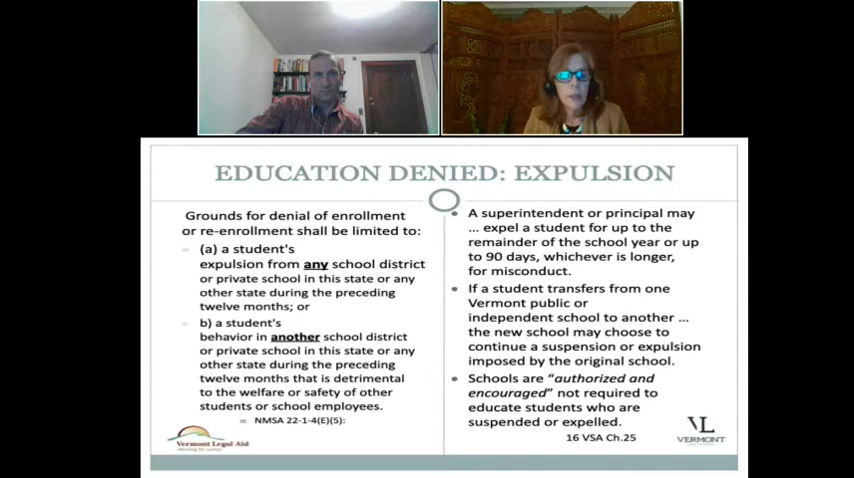 EDUCATION DENIED: EXPULSION
Grounds for denial of enrollment
or re-enrollment shall be limited to:
(a) a student's
expulsion from any school district
or private school in this state or any
other state during the preceding
twelve months; or
b) a student's
behavior in another school district
or private school in this state or any
other state during the preceding
twelve months that is detrimental
to the welfare or safety of other
students or school employees.
NMSA 22-1-4(E)(5):
Vermont Legal Aid
Working for justice
A superintendent or principal may
... expel a student for up to the
remainder of the school year or up
to 90 days, whichever is longer,
for misconduct.
If a student transfers from one
Vermont public or
independent school to another ...
the new school may choose to
continue a suspension or expulsion
imposed by the original school.
Schools are “authorized and
encouraged” not required to
educate students who are
suspended or expelled.
16 VSA Ch.25
VL
VERMONT